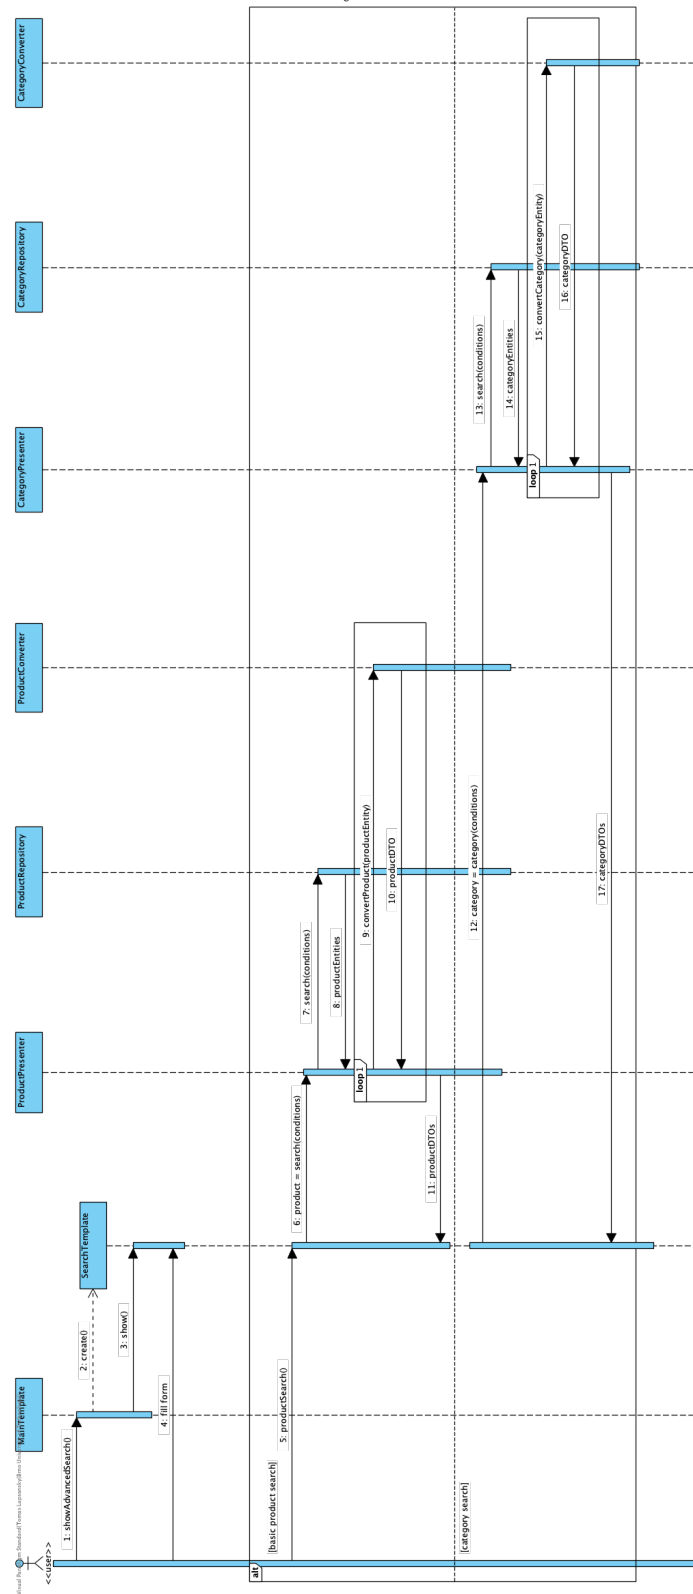 <<user>>
MainTemplate
SearchTemplate
ProductPresenter
ProductRepository
ProductConverter
CategoryPresenter
CategoryRepository
CategoryConverter
1: showAdvancedSearch()
2: create()
3: show()
4: fill form
alt
[basic product search]
5: productSearch()
6: product = search(conditions)
7: search(conditions)
8: productEntities
loop 1
9: convertProduct(productEntity)
10: productDTO
11: productDTOs
[category search]
12: category = category(conditions)
13: search(conditions)
14: categoryEntities
loop 1
15: convertCategory(categoryEntity)
16: categoryDTO
17: categoryDTOs